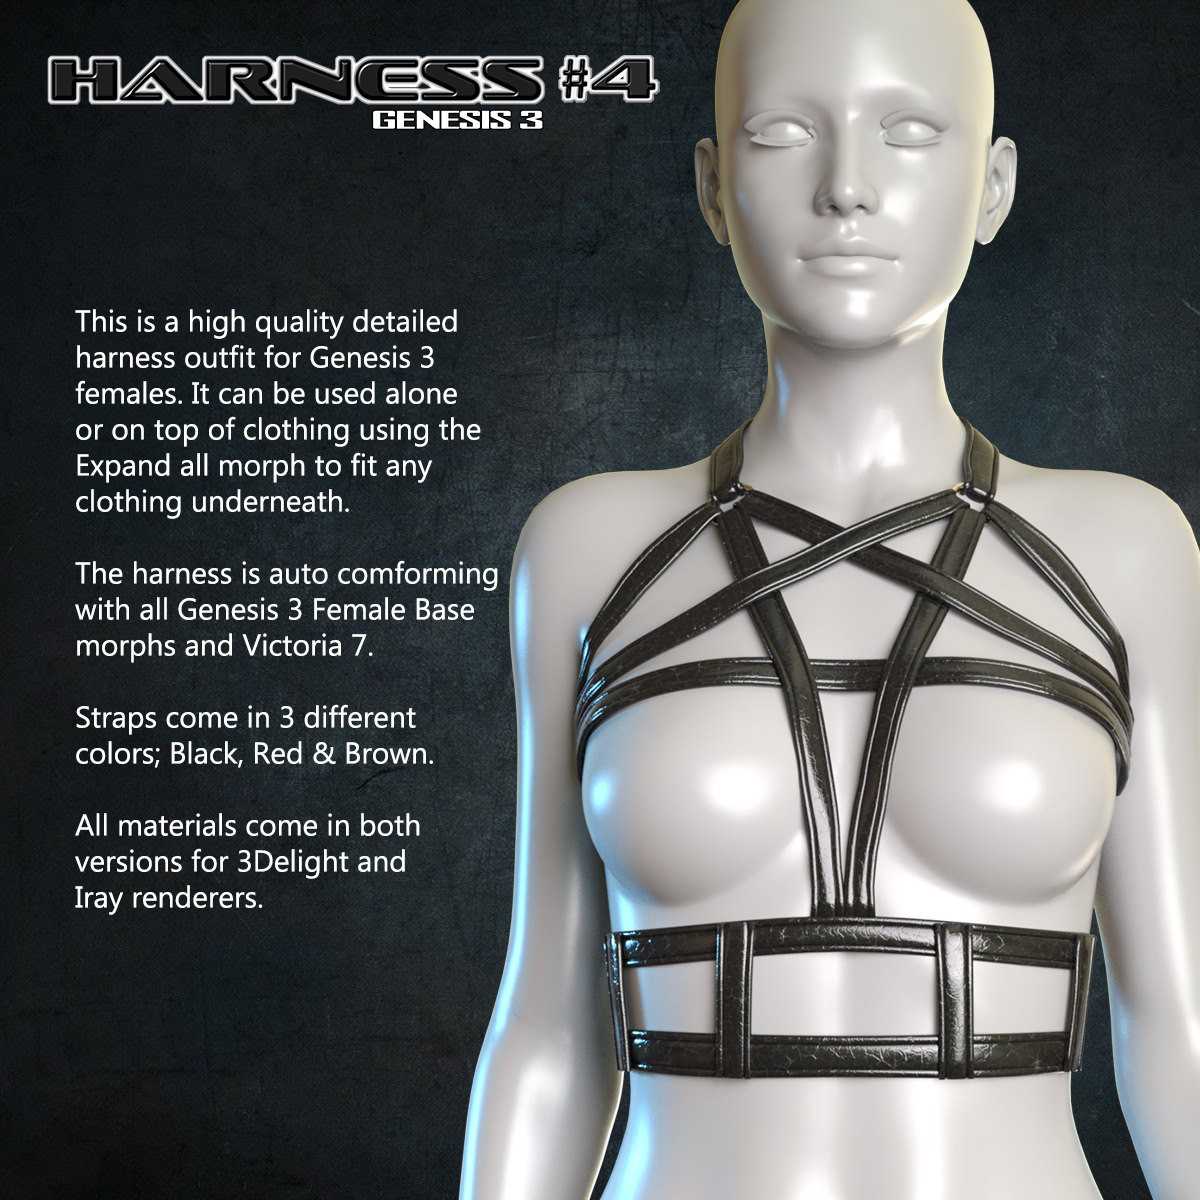 HARNESS #4
GENESIS 3
This is a high quality detailed
harness outfit for Genesis 3
females. It can be used alone
or on top of clothing using the
Expand all morph to fit any
clothing underneath.
The harness is auto comforming
with all Genesis 3 Female Base
morphs and Victoria 7.
Straps come in 3 different
colors; Black, Red & Brown.
All materials come in both
versions for 3Delight and
Iray renderers.